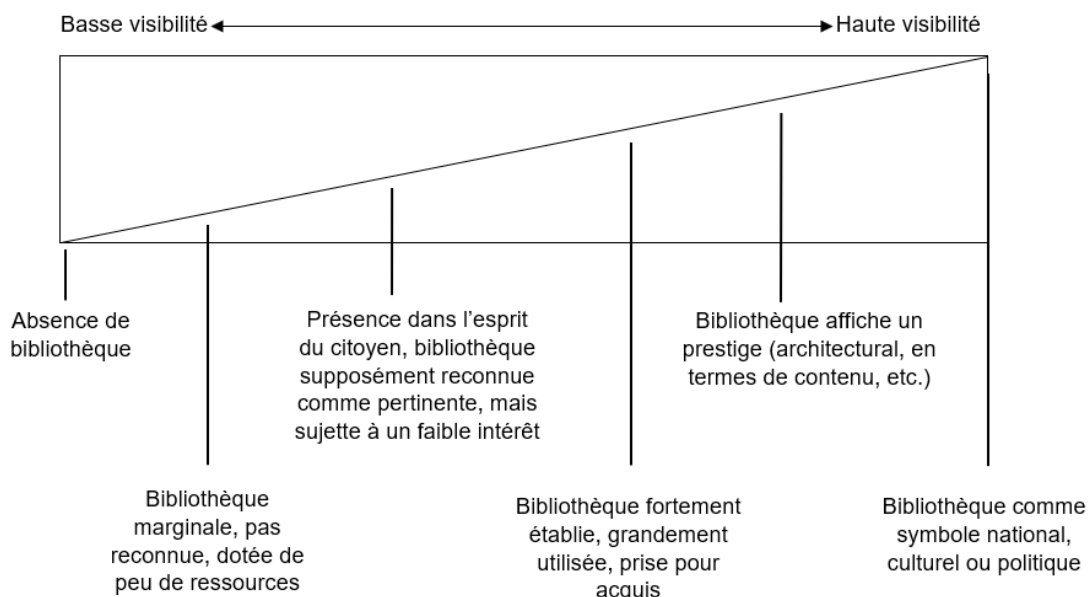 Basse visibilité
Haute visibilité
Absence de
bibliothèque
Bibliothèque
marginale, pas
reconnue, dotée de
peu de ressources
Présence dans l'esprit
du citoyen, bibliothèque
supposément reconnue
comme pertinente, mais
sujette à un faible intérêt
Bibliothèque fortement
établie, grandement
utilisée, prise pour
acquis
Bibliothèque affiche un
prestige (architectural, en
termes de contenu, etc.)
Bibliothèque comme
symbole national,
culturel ou politique